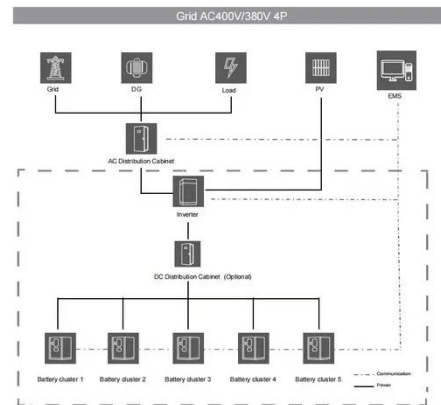 Grid AC400V/380V 4P
Grid
DG
Load
PV
EMS
AC Distribution Cabinet
Inverter
DC Distribution Cabinet (Optional)
Battery cluster 1
Battery cluster 2
Battery cluster 3
Battery cluster 4
Battery cluster 5
Communication
Power